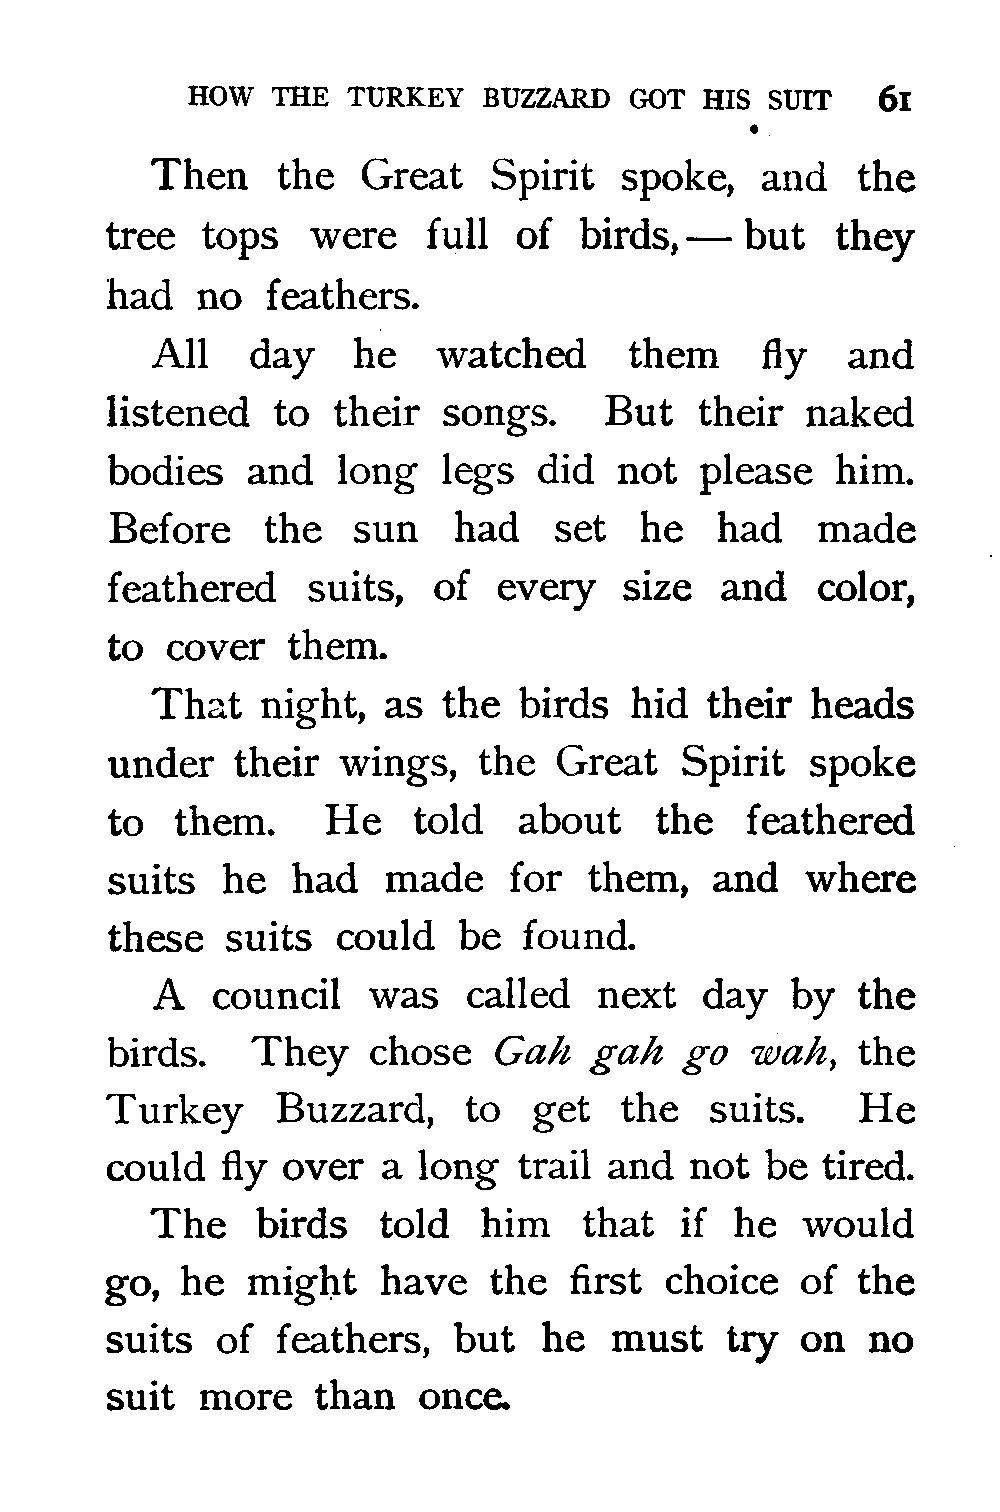 HOW THE TURKEY BUZZARD GOT HIS SUIT 61
Then the Great Spirit spoke, and the
tree tops were full of birds,— but they
had no feathers.
All day he watched them fly and
listened to their songs. But their naked
bodies and long legs did not please him.
Before the sun had set he had made
feathered suits, of every size and color,
to cover them.
That night, as the birds hid their heads
under their wings, the Great Spirit spoke
to them. He told about the feathered
suits he had made for them, and where
these suits could be found.
A council was called next day by the
birds. They chose Gah gah go wah, the
Turkey Buzzard, to get the suits. He
could fly over a long trail and not be tired.
The birds told him that if he would
go, he might have the first choice of the
suits of feathers, but he must try on no
suit more than once.